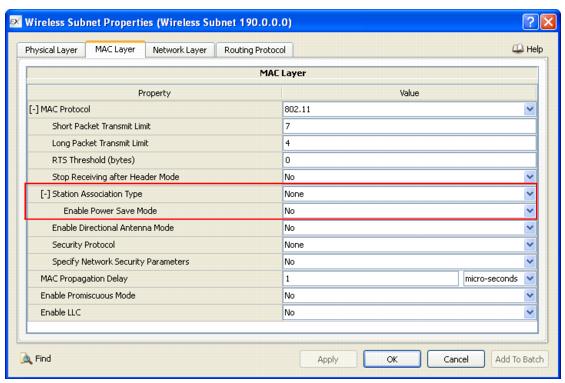 Wireless Subnet Properties (Wireless Subnet 190.0.0.0)
Physical Layer MAC Layer Network Layer Routing Protocol Help
MAC Layer
Property Value
[-] MAC Protocol 802.11
Short Packet Transmit Limit 7
Long Packet Transmit Limit 4
RTS Threshold (bytes) 0
Stop Receiving after Header Mode No
[-] Station Association Type None
Enable Power Save Mode No
Enable Directional Antenna Mode No
Security Protocol None
Specify Network Security Parameters No
MAC Propagation Delay 1 micro-seconds
Enable Promiscuous Mode No
Enable LLC No
Find Apply OK Cancel Add To Batch